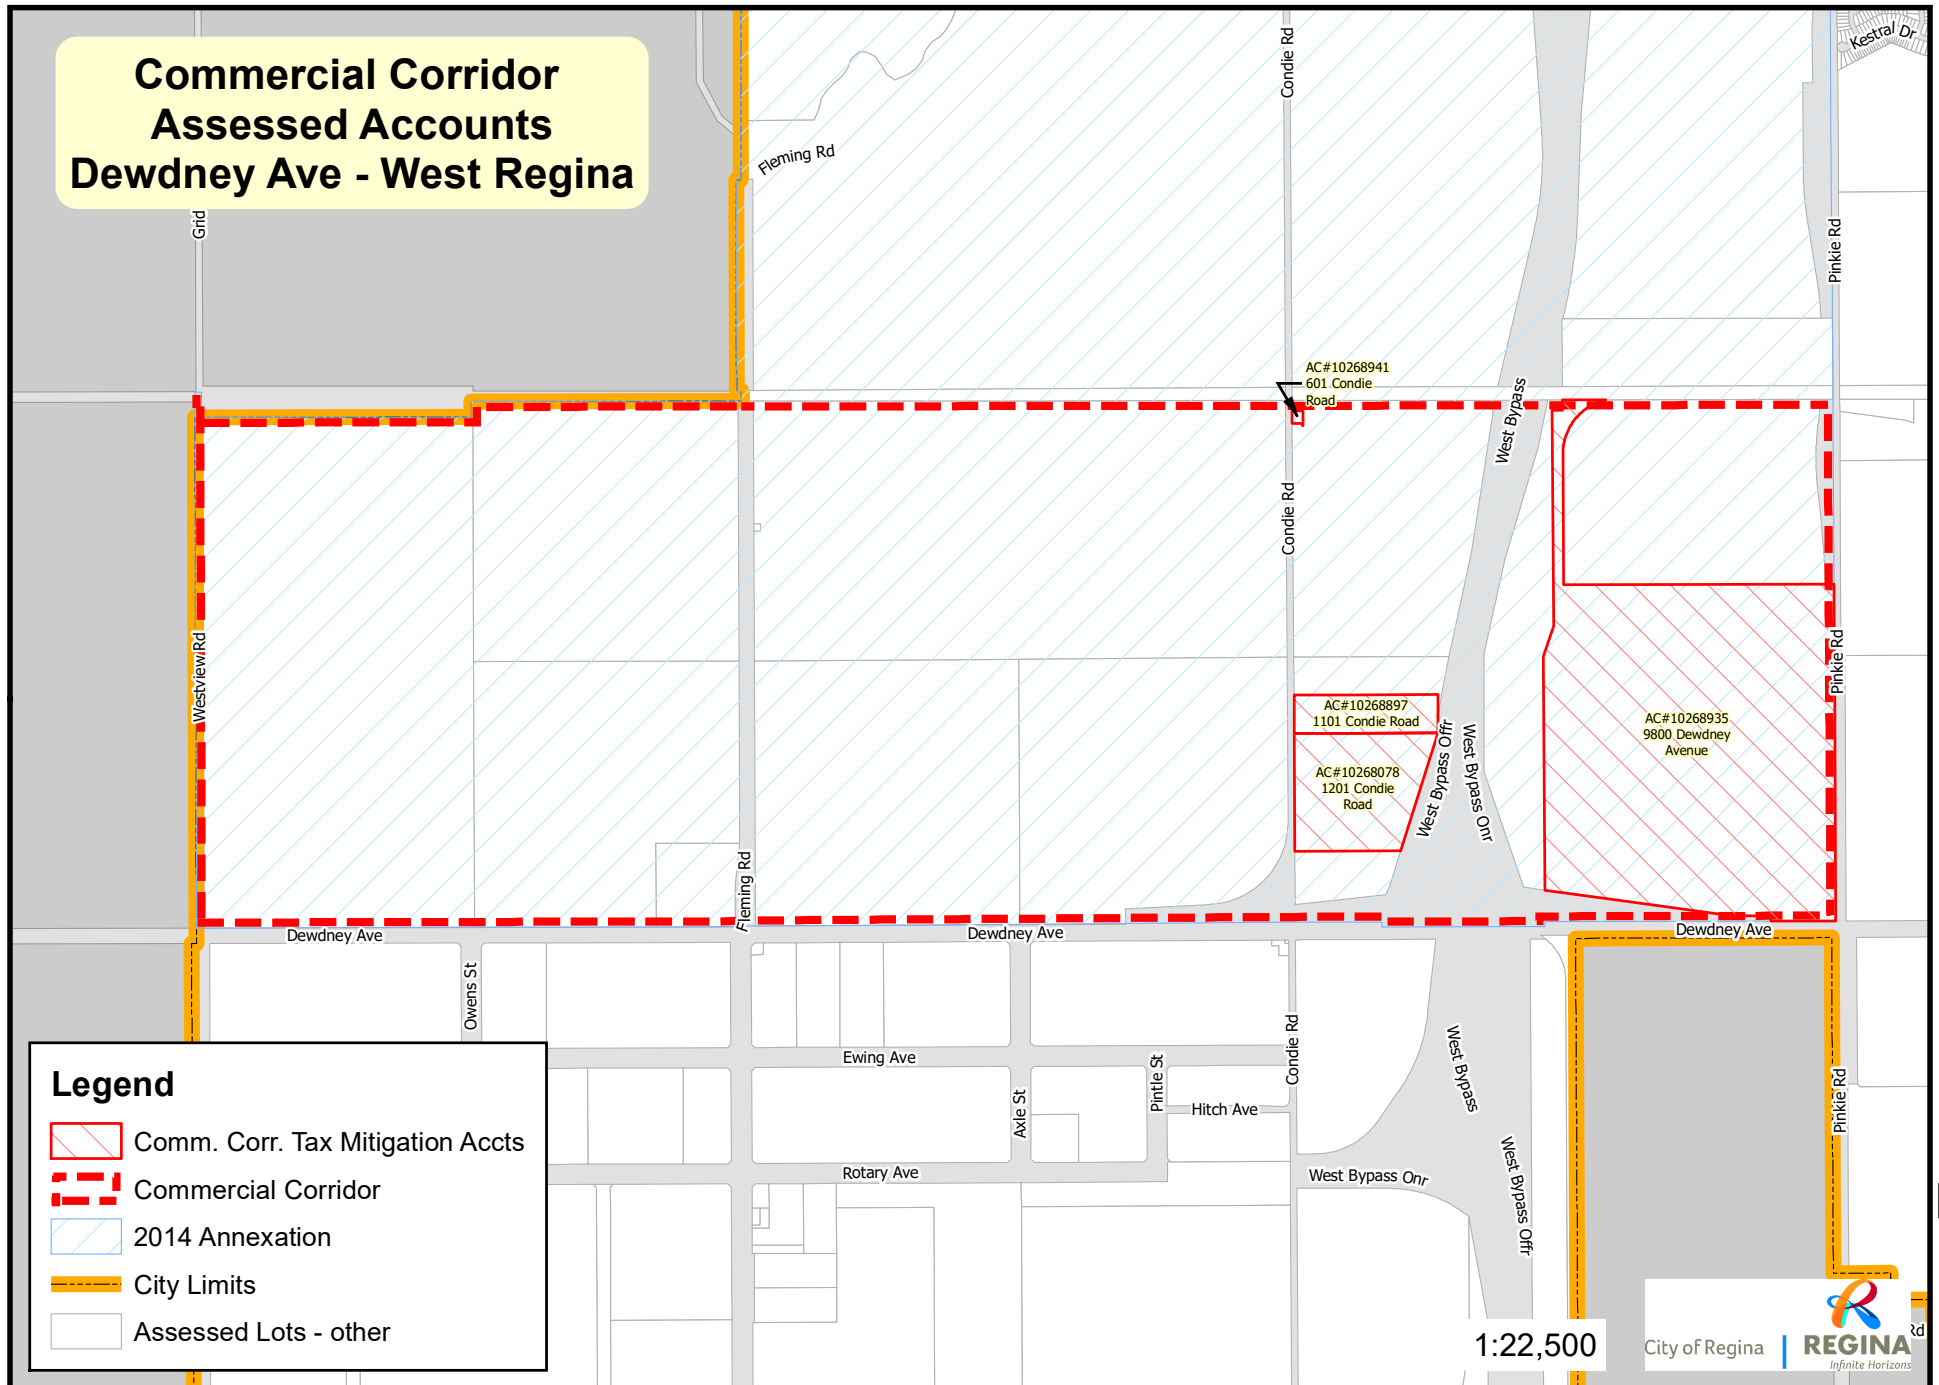 Commercial Corridor
Assessed Accounts
Dewdney Ave - West Regina
Kestral Dr
Condie Rd
Fleming Rd
Grid
Pinkie Rd
AC#10268941
601 Condie
Road
West Bypass
Condie Rd
Westview Rd
Pinkie Rd
AC#10268897
1101 Condie Road
AC#10268935
9800 Dewdney
Avenue
West Bypass Offr
West Bypass Onr
AC#10268078
1201 Condie
Road
Fleming Rd
Dewdney Ave
Dewdney Ave
Dewdney Ave
Owens St
Ewing Ave
Condie Rd
West Bypass
Pintle St
Axle St
Hitch Ave
Pinkie Rd
Rotary Ave
West Bypass Onr
West Bypass Offr
Legend
Comm. Corr. Tax Mitigation Accts
Commercial Corridor
2014 Annexation
City Limits
Assessed Lots - other
1:22,500
Rd
City of Regina
REGINA
Infinite Horizons